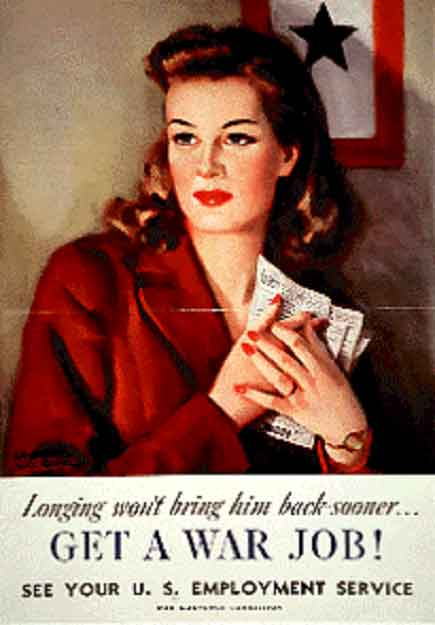 Longing won't bring him back sooner...
GET A WAR JOB!
SEE YOUR U. S. EMPLOYMENT SERVICE